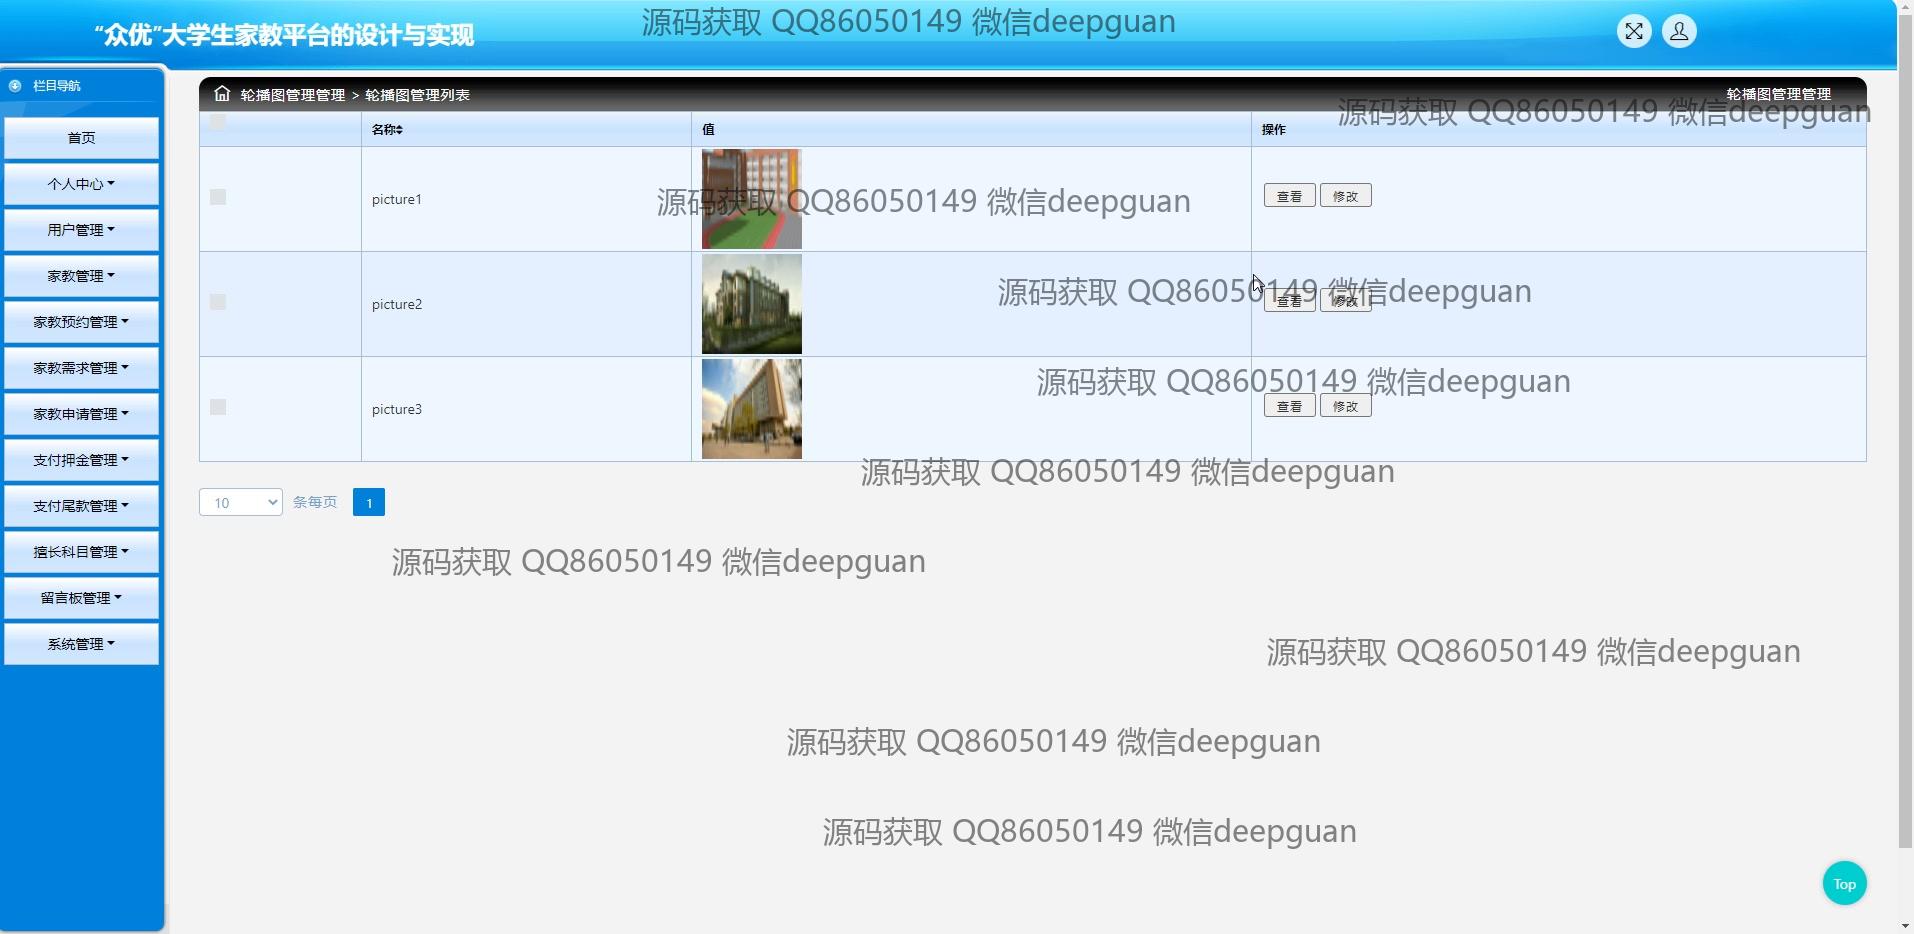 “众优”大学生家教平台的设计与实现
源码获取 QQ86050149 微信deepguan
栏目导航
首页
个人中心
用户管理
家教管理
家教预约管理
家教需求管理
家教申请管理
支付押金管理
支付尾款管理
擅长科目管理
留言板管理
系统管理
轮播图管理管理 > 轮播图管理列表
轮播图管理管理
源码获取 QQ86050149 微信deepguan
名称
值
操作
picture1
查看
修改
源码获取 QQ86050149 微信deepguan
picture2
查看
修改
源码获取 QQ86050149 微信deepguan
picture3
查看
修改
源码获取 QQ86050149 微信deepguan
源码获取 QQ86050149 微信deepguan
10
条每页
1
源码获取 QQ86050149 微信deepguan
源码获取 QQ86050149 微信deepguan
源码获取 QQ86050149 微信deepguan
源码获取 QQ86050149 微信deepguan
Top